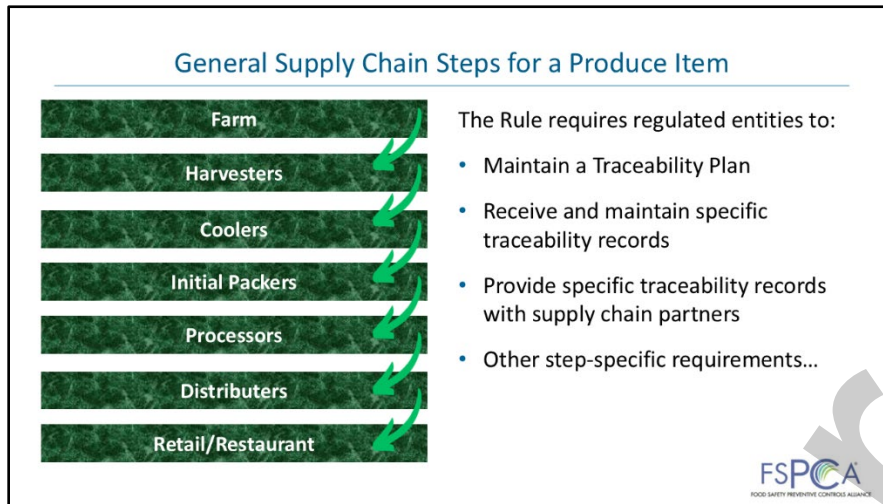 General Supply Chain Steps for a Produce Item
Farm
Harvesters
Coolers
Initial Packers
Processors
Distributers
Retail/Restaurant
The Rule requires regulated entities to:
• Maintain a Traceability Plan
• Receive and maintain specific
traceability records
• Provide specific traceability records
with supply chain partners
• Other step-specific requirements...
FSPCA
FOOD SAFETY PREVENTIVE CONTROLS ALLIANCE